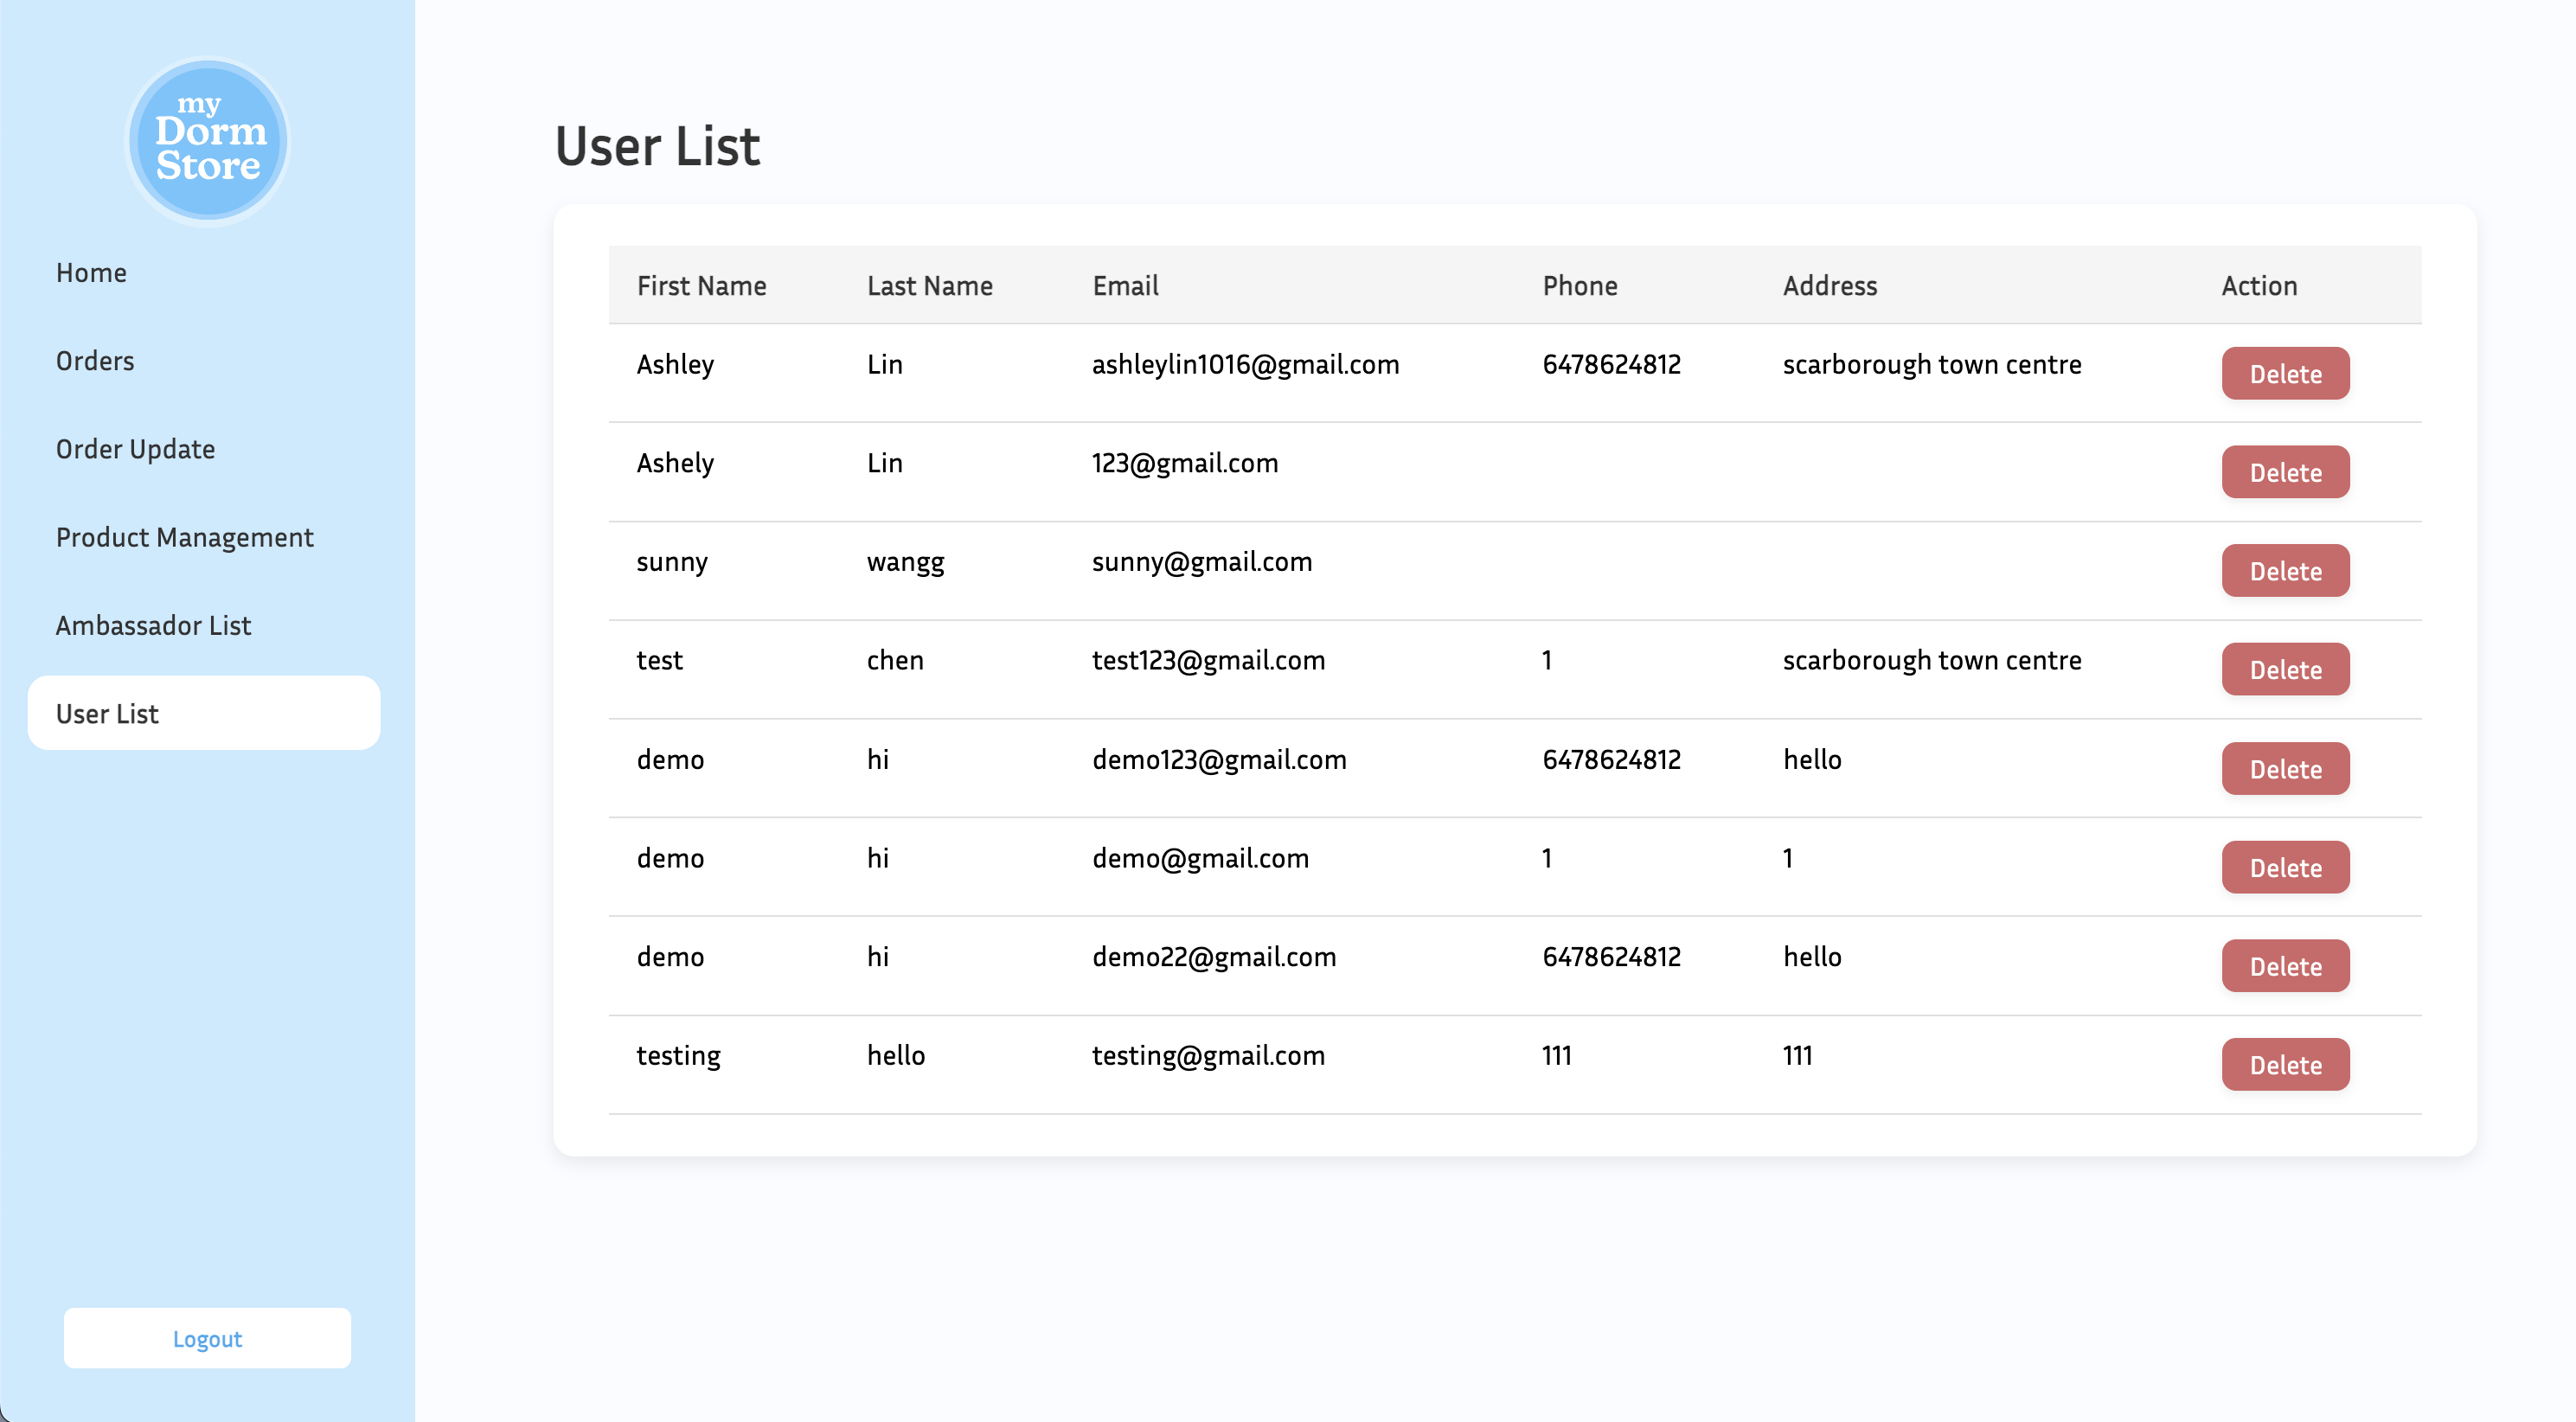 my
Dorm
Store
Home
Orders
Order Update
Product Management
Ambassador List
User List
Logout
User List
First Name Last Name Email Phone Address Action
Ashley Lin ashleylin1016@gmail.com 6478624812 scarborough town centre Delete
Ashely Lin 123@gmail.com Delete
sunny wangg sunny@gmail.com Delete
test chen test123@gmail.com 1 scarborough town centre Delete
demo hi demo123@gmail.com 6478624812 hello Delete
demo hi demo@gmail.com 1 1 Delete
demo hi demo22@gmail.com 6478624812 hello Delete
testing hello testing@gmail.com 111 111 Delete